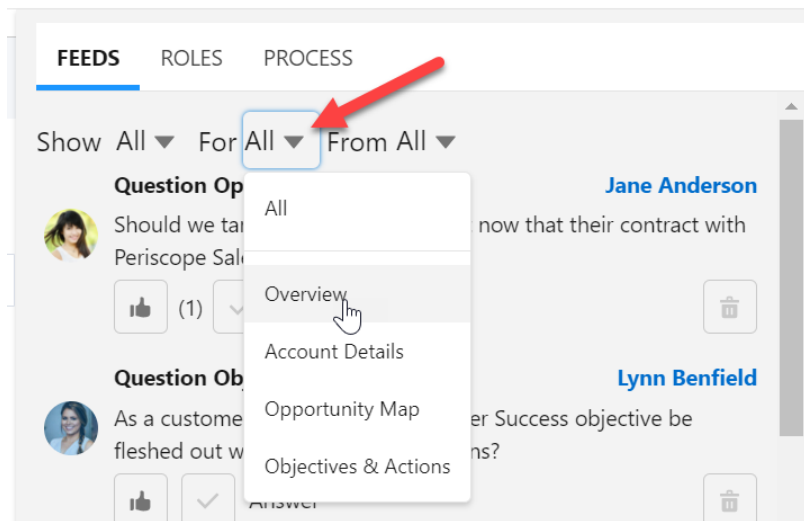 FEEDS ROLES PROCESS
Show All For All From All
Question Op Jane Anderson
All
Should we tar now that their contract with
Periscope Sal
Overview
(1)
Account Details
Question Ob Lynn Benfield
Opportunity Map
As a custome er Success objective be
fleshed out w ns?
Objectives & Actions